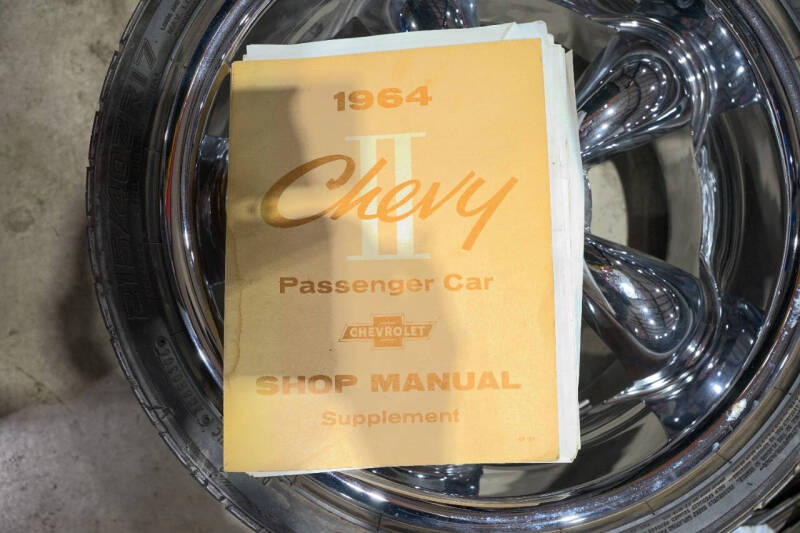 1964
II
Chevy
Passenger Car
CHEVROLET
SHOP MANUAL
Supplement